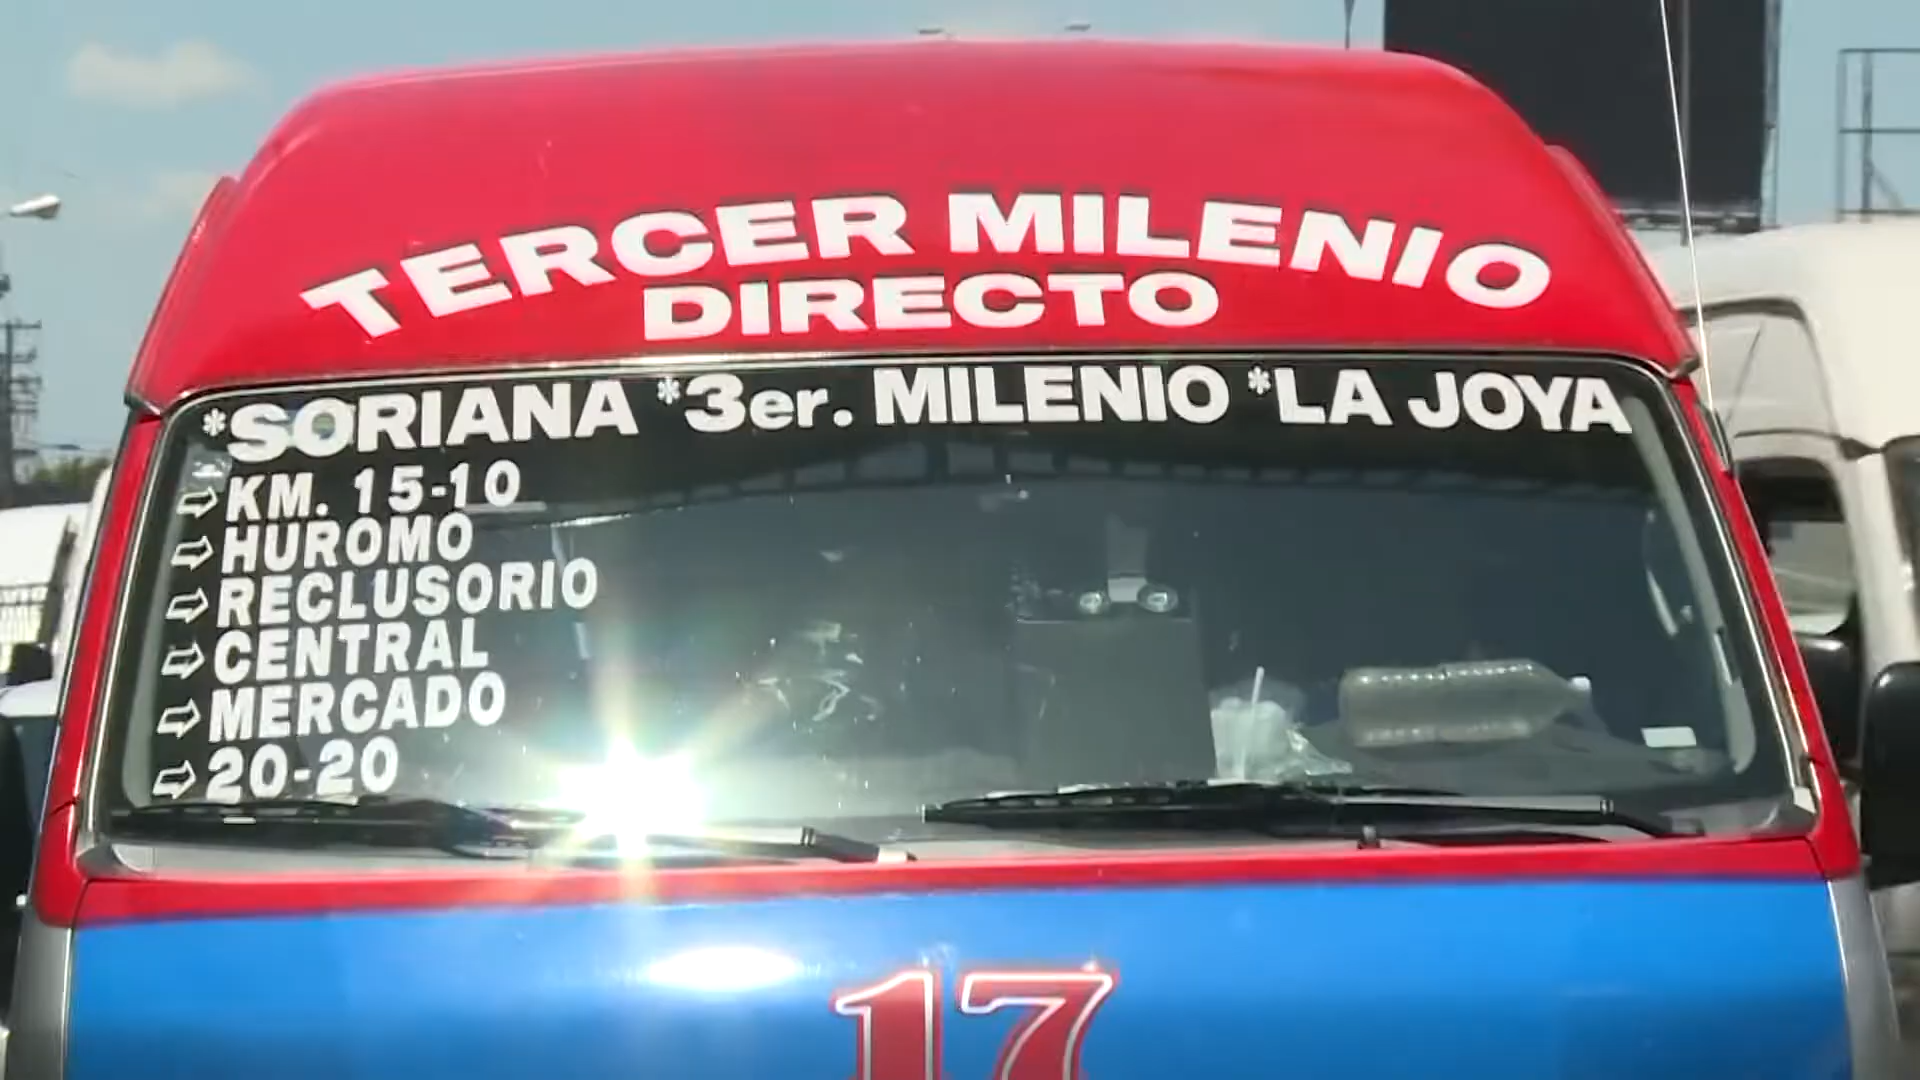 TERCER MILENIO
DIRECTO
*SORIANA *3er. MILENIO *LA JOYA
⇨KM. 15-10
⇨HUROMO
⇨RECLUSORIO
⇨CENTRAL
⇨MERCADO
⇨20-20
17